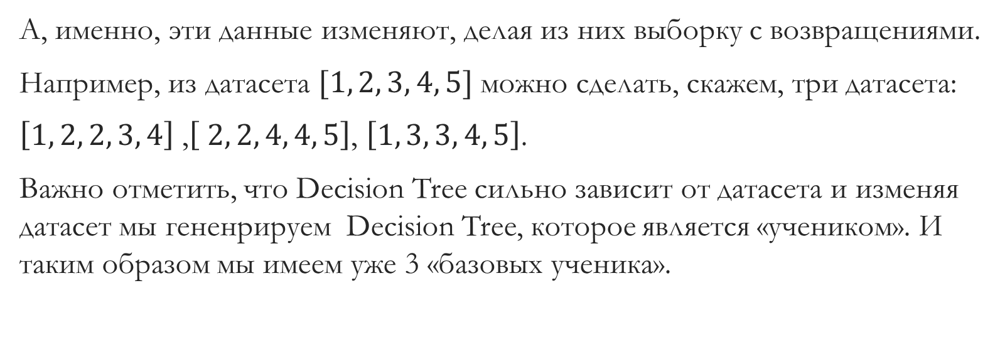 А, именно, эти данные изменяют, делая из них выборку с возвращениями.
Например, из датасета [1, 2, 3, 4, 5] можно сделать, скажем, три датасета:
[1, 2, 2, 3, 4] ,[ 2, 2, 4, 4, 5], [1, 3, 3, 4, 5].
Важно отметить, что Decision Tree сильно зависит от датасета и изменяя
датасет мы гененрируем  Decision Tree, которое является «учеником». И
таким образом мы имеем уже 3 «базовых ученика».